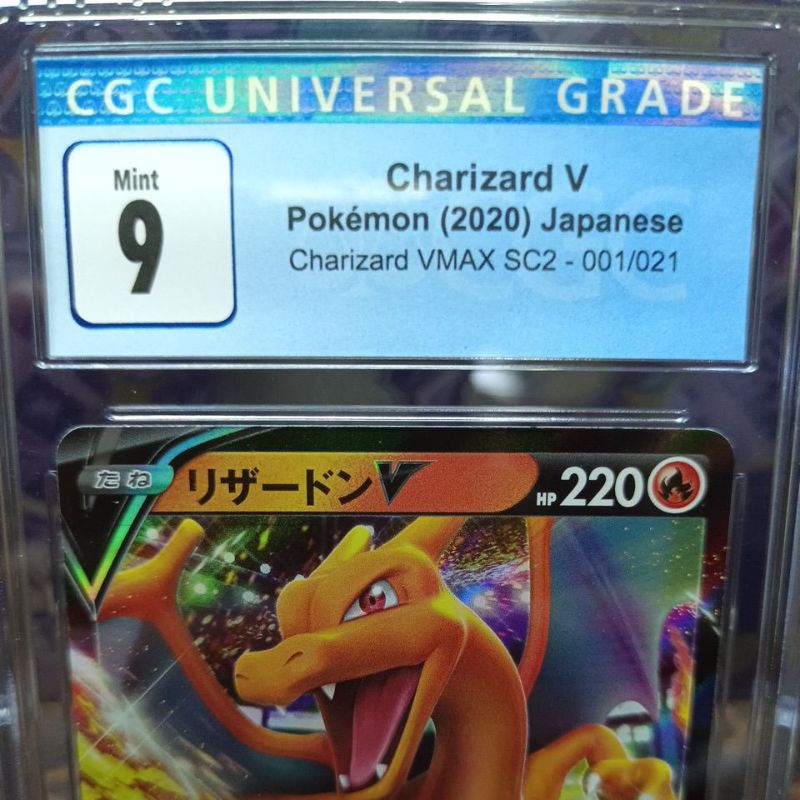 CGC UNIVERSAL GRADE
Mint
9
Charizard V
Pokémon (2020) Japanese
Charizard VMAX SC2 - 001/021
CGC
たね リザードンV HP 220